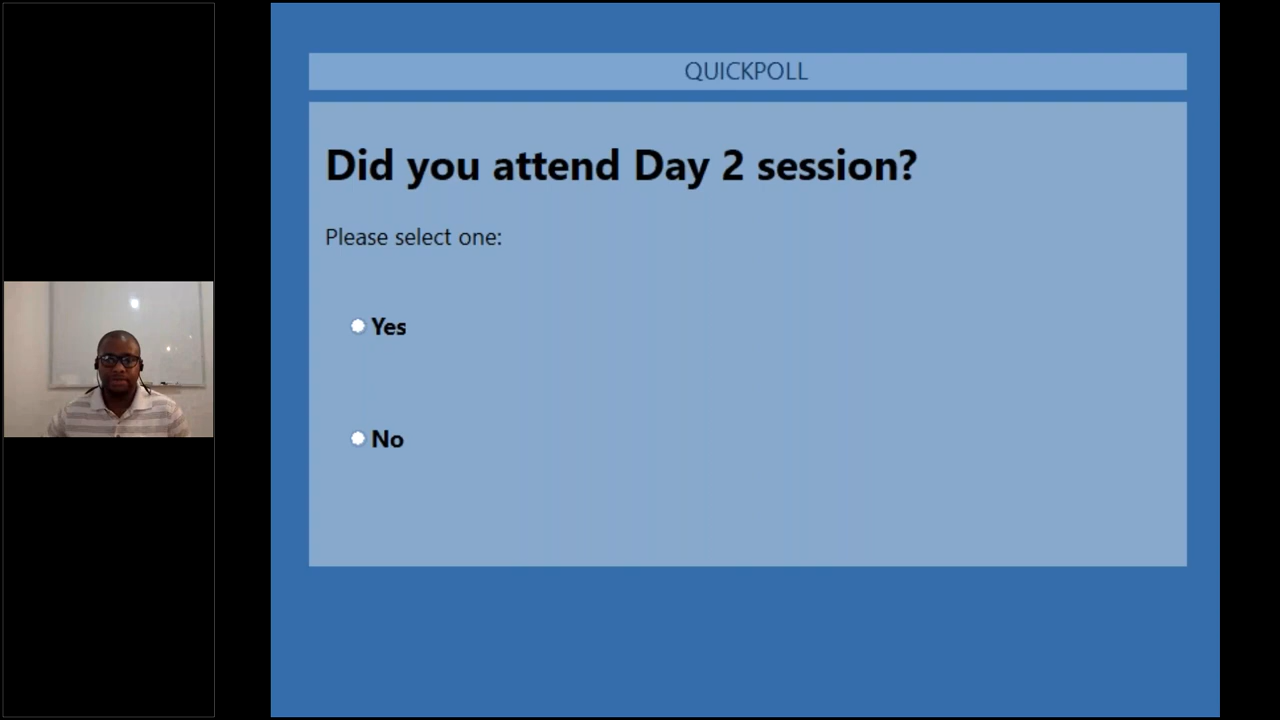 QUICKPOLL
Did you attend Day 2 session?
Please select one:
Yes
No